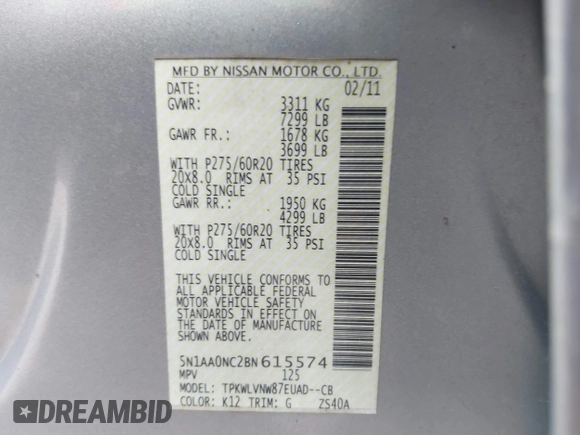 MFD BY NISSAN MOTOR CO., LTD.
DATE: 02/11
GVWR: 3311 KG
7299 LB
GAWR FR.: 1678 KG
3699 LB
WITH P275/60R20 TIRES
20X8.0 RIMS AT 35 PSI
COLD SINGLE
GAWR RR.: 1950 KG
4299 LB
WITH P275/60R20 TIRES
20X8.0 RIMS AT 35 PSI
COLD SINGLE
THIS VEHICLE CONFORMS TO
ALL APPLICABLE FEDERAL
MOTOR VEHICLE SAFETY
STANDARDS IN EFFECT ON
THE DATE OF MANUFACTURE
SHOWN ABOVE.
5N1AA0NC2BN615574
MPV 125
MODEL: TPKWLVNW87EUAD--CB
COLOR: K12 TRIM: G ZS40A
DREAMBID
DREAMBID.COM